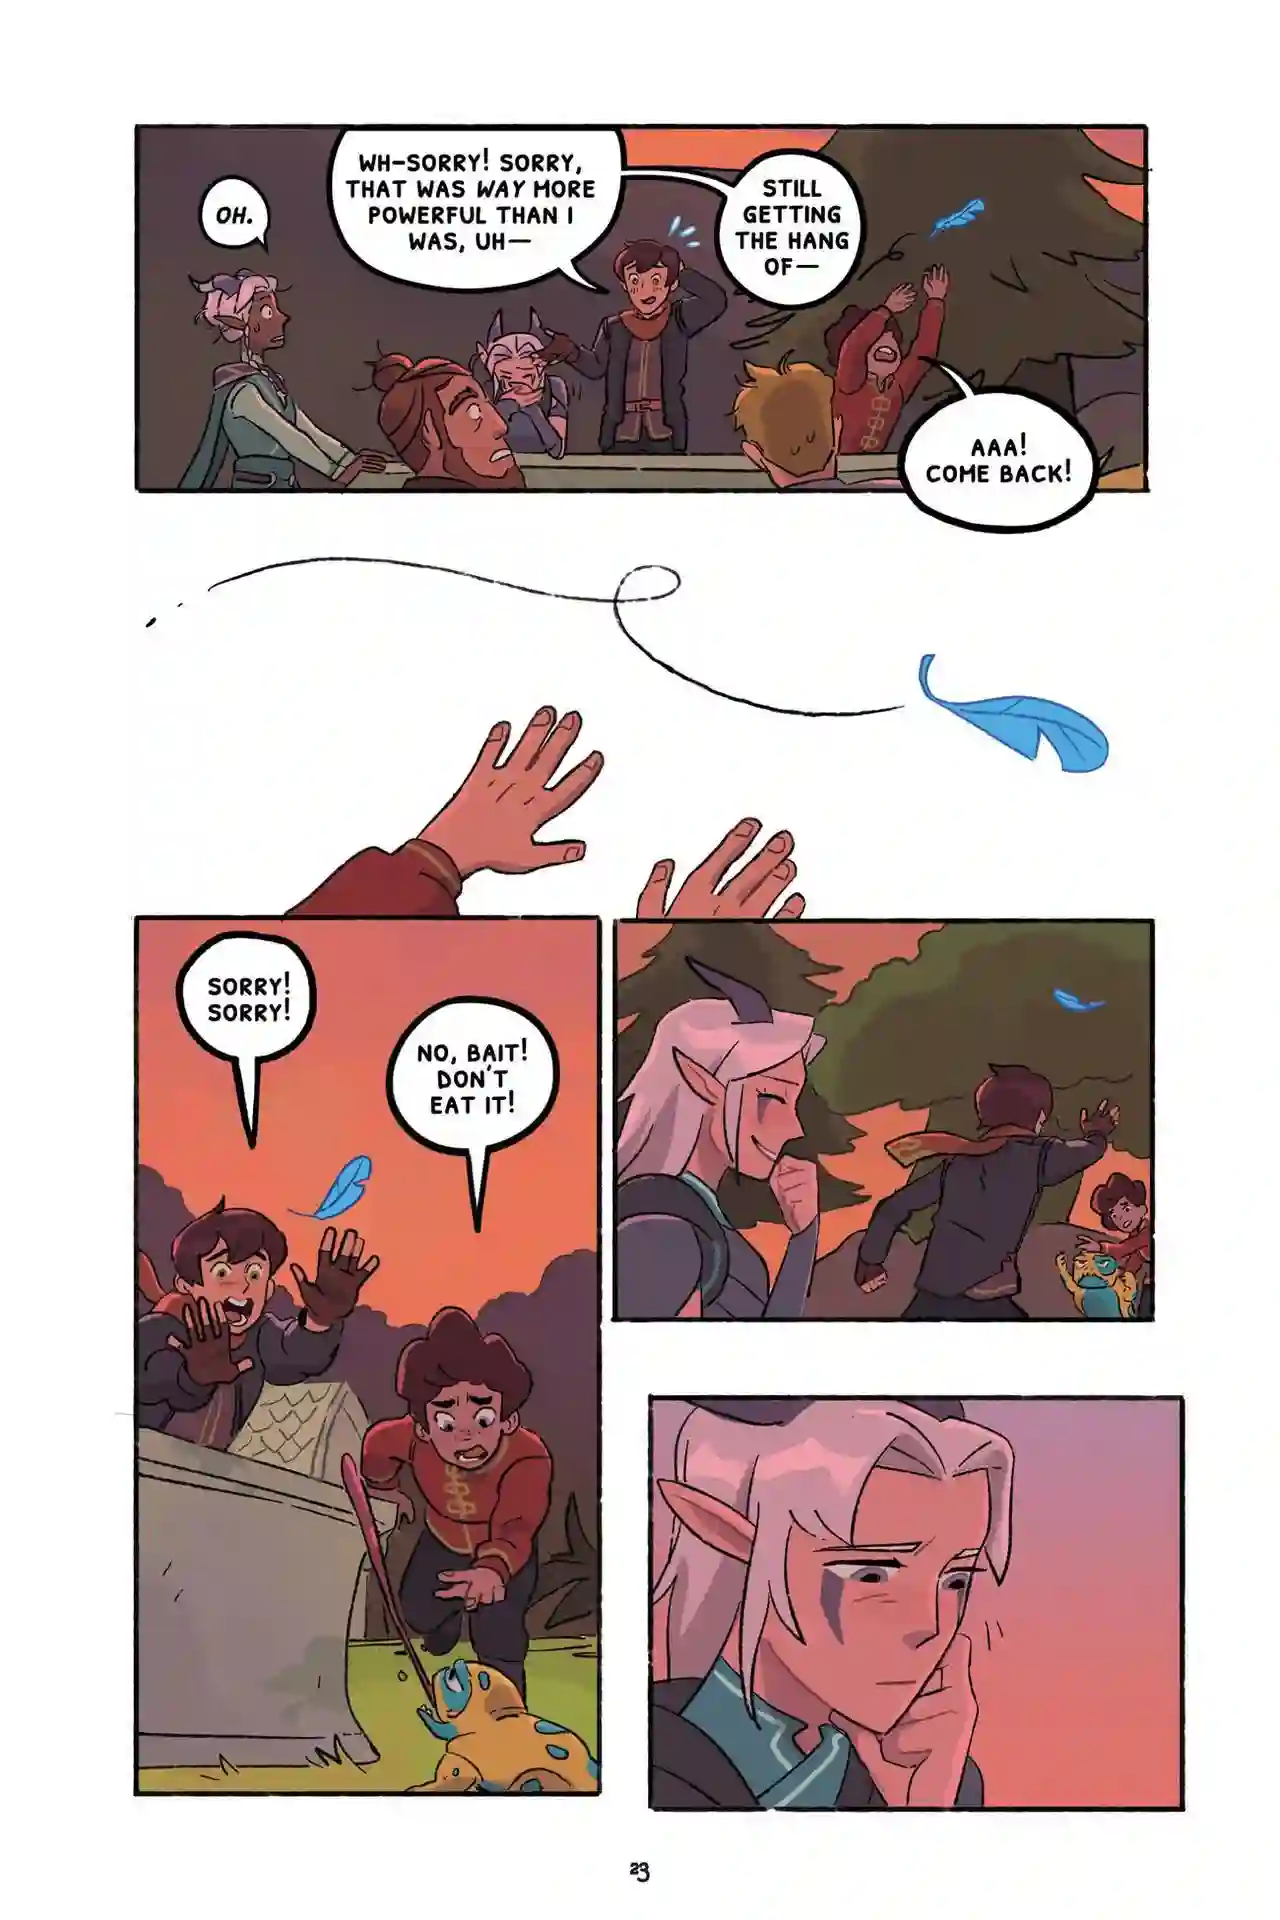 OH.
WH-SORRY! SORRY,
THAT WAS WAY MORE
POWERFUL THAN I
WAS, UH—
STILL
GETTING
THE HANG
OF—
AAA!
COME BACK!
SORRY!
SORRY!
NO, BAIT!
DON'T
EAT IT!
23